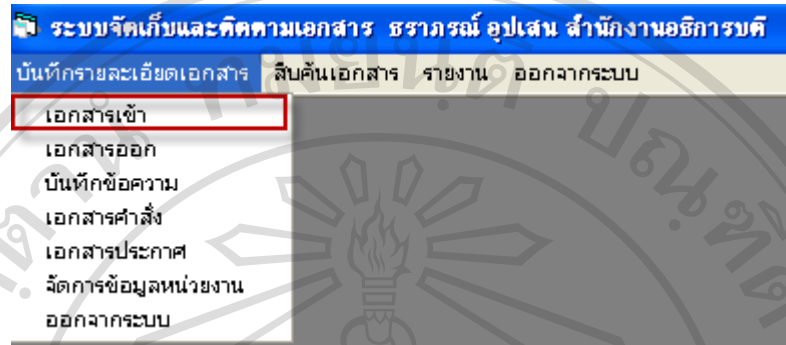 ระบบจัดเก็บและติดตามเอกสาร ธราภรณ์ อุปเสน สำนักงานอธิการบดี
บันทึกรายละเอียดเอกสาร สืบค้นเอกสาร รายงาน ออกจากระบบ
เอกสารเข้า
เอกสารออก
บันทึกข้อความ
เอกสารคำสั่ง
เอกสารประกาศ
จัดการข้อมูลหน่วยงาน
ออกจากระบบ